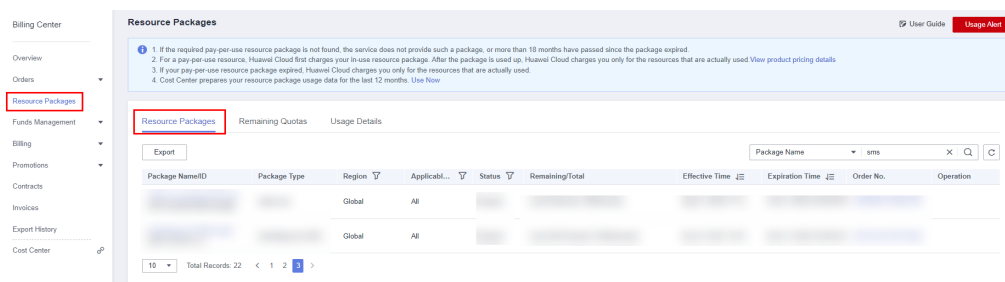 Billing Center
Overview
Orders
Resource Packages
Funds Management
Billing
Promotions
Contracts
Invoices
Export History
Cost Center
Resource Packages
User Guide
Usage Alert
1. If the required pay-per-use resource package is not found, the service does not provide such a package, or more than 18 months have passed since the package expired.
2. For a pay-per-use resource, Huawei Cloud first charges your in-use resource package. After the package is used up, Huawei Cloud charges you only for the resources that are actually used View product pricing details
3. If your pay-per-use resource package expired, Huawei Cloud charges you only for the resources that are actually used.
4. Cost Center prepares your resource package usage data for the last 12 months. Use Now
Resource Packages Remaining Quotas Usage Details
Export Package Name sms
Package Name/ID Package Type Region Applicabl... Status Remaining/Total Effective Time Expiration Time Order No. Operation
Global All
Global All
10 Total Records: 22 < 1 2 3 >